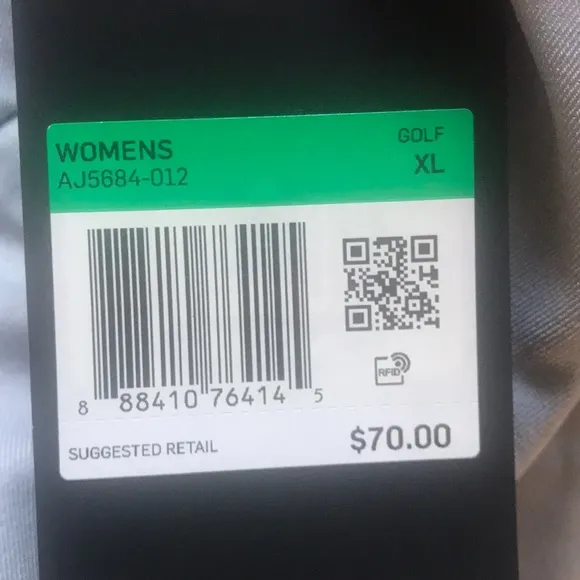 WOMENS
AJ5684-012
GOLF
XL
8 88410 76414 5
RFID
SUGGESTED RETAIL
$70.00